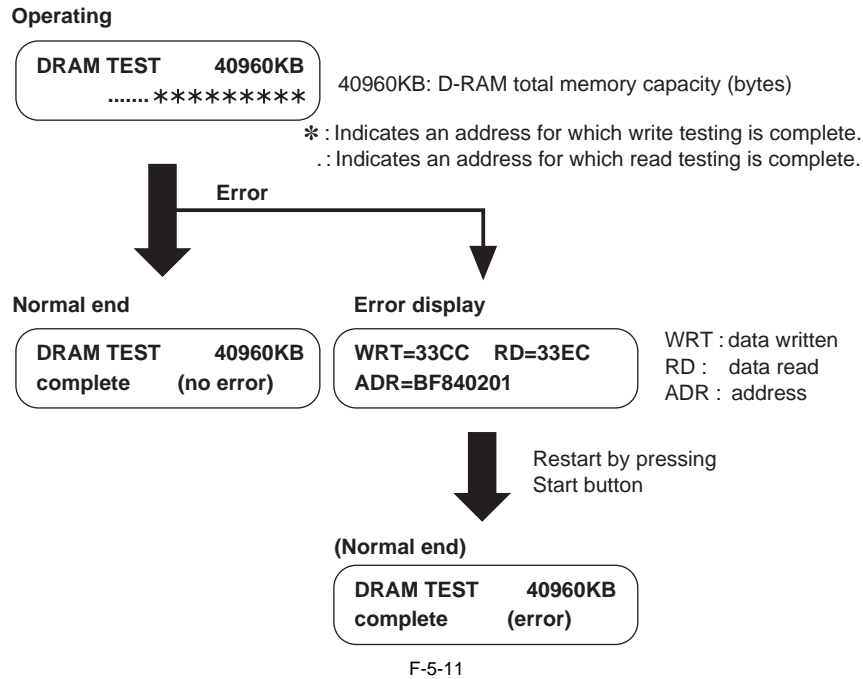 Operating
DRAM TEST 40960KB
.......*********
40960KB: D-RAM total memory capacity (bytes)
* : Indicates an address for which write testing is complete.
. : Indicates an address for which read testing is complete.
Error
Normal end
DRAM TEST 40960KB
complete (no error)
Error display
WRT=33CC RD=33EC
ADR=BF840201
WRT : data written
RD : data read
ADR : address
Restart by pressing
Start button
(Normal end)
DRAM TEST 40960KB
complete (error)
F-5-11